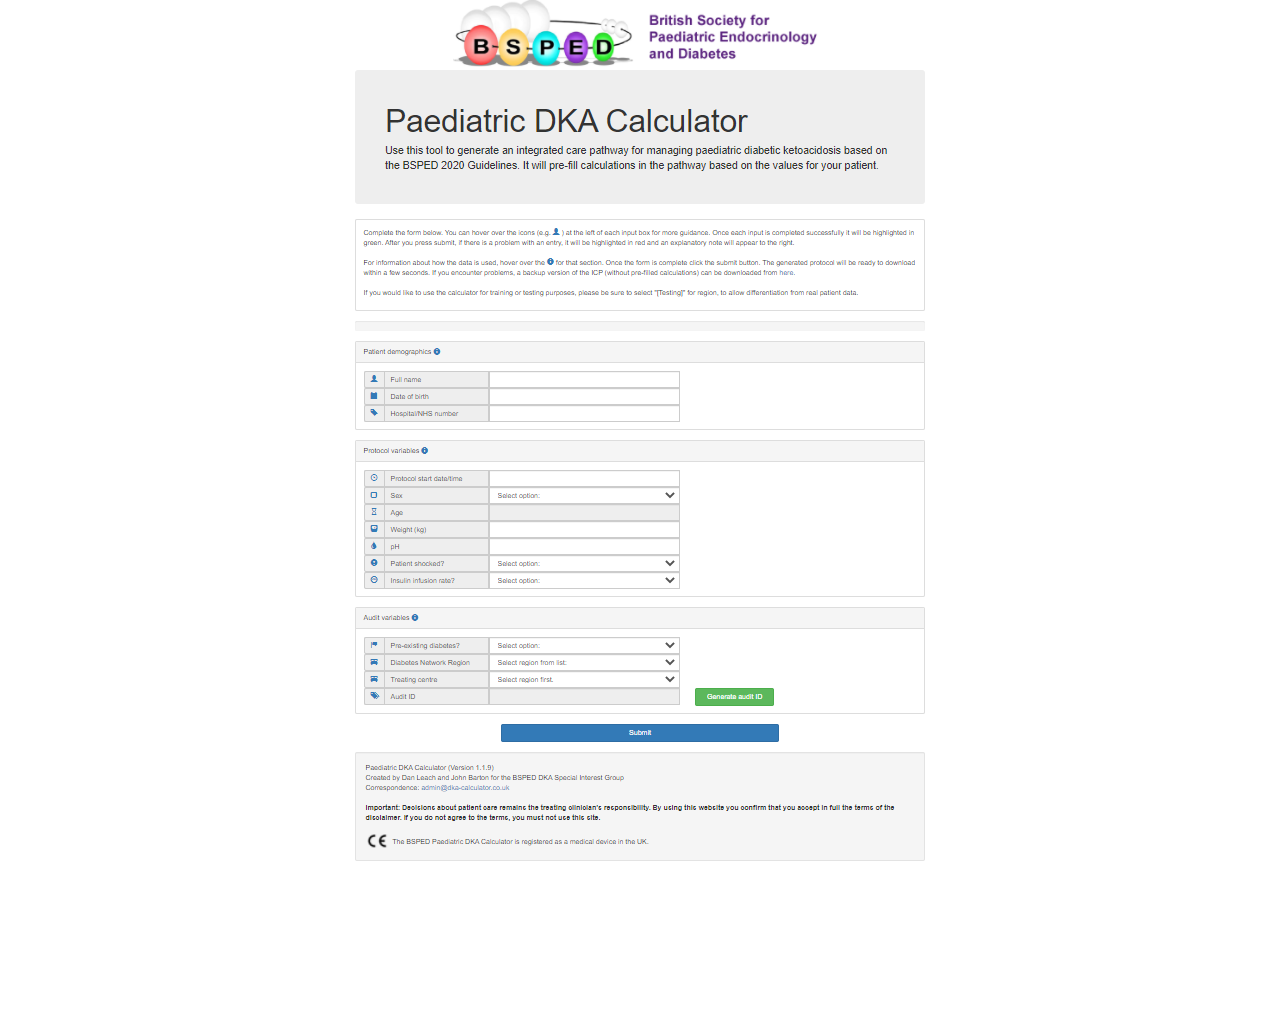 B-S-P-E-D
British Society for
Paediatric Endocrinology
and Diabetes
Paediatric DKA Calculator
Use this tool to generate an integrated care pathway for managing paediatric diabetic ketoacidosis based on
the BSPED 2020 Guidelines. It will pre-fill calculations in the pathway based on the values for your patient.
Complete the form below. You can hover over the icons (e.g. ) at the left of each input box for more guidance. Once each input is completed successfully it will be highlighted in
green. After you press submit, if there is a problem with an entry, it will be highlighted in red and an explanatory note will appear to the right.
For information about how the data is used, hover over the for that section. Once the form is complete click the submit button. The generated protocol will be ready to download
within a few seconds. If you encounter problems, a backup version of the ICP (without pre-filled calculations) can be downloaded from here.
If you would like to use the calculator for training or testing purposes, please be sure to select "[Testing]" for region, to allow differentiation from real patient data.
Patient demographics
Full name
Date of birth
Hospital/NHS number
Protocol variables
Protocol start date/time
Sex Select option:
Age
Weight (kg)
pH
Patient shocked? Select option:
Insulin infusion rate? Select option:
Audit variables
Pre-existing diabetes? Select option:
Diabetes Network Region Select region from list.
Treating centre Select region first.
Audit ID Generate audit ID
Submit
Paediatric DKA Calculator (Version 1.1.9)
Created by Dan Leach and John Barton for the BSPED DKA Special Interest Group
Correspondence: admin@dka-calculator.co.uk
Important: Decisions about patient care remains the treating clinician's responsibility. By using this website you confirm that you accept in full the terms of the
disclaimer. If you do not agree to the terms, you must not use this site.
CE The BSPED Paediatric DKA Calculator is registered as a medical device in the UK.